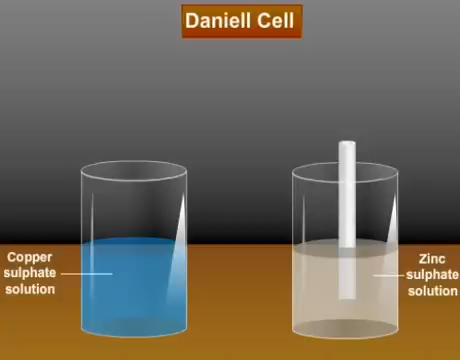 Daniell Cell
Copper
sulphate
solution
Zinc
sulphate
solution